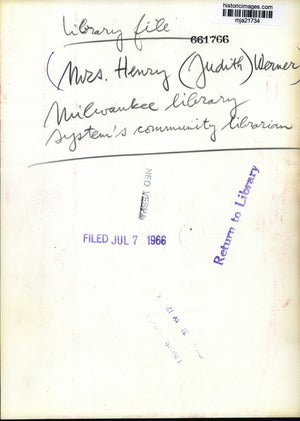 historicimages.com
mja21734
Library file
661766
(Mrs. Henry (Judith) Werner)
Milwaukee library
system's community librarian
NED VESPA
FILED JUL 7 1966
Return to Library